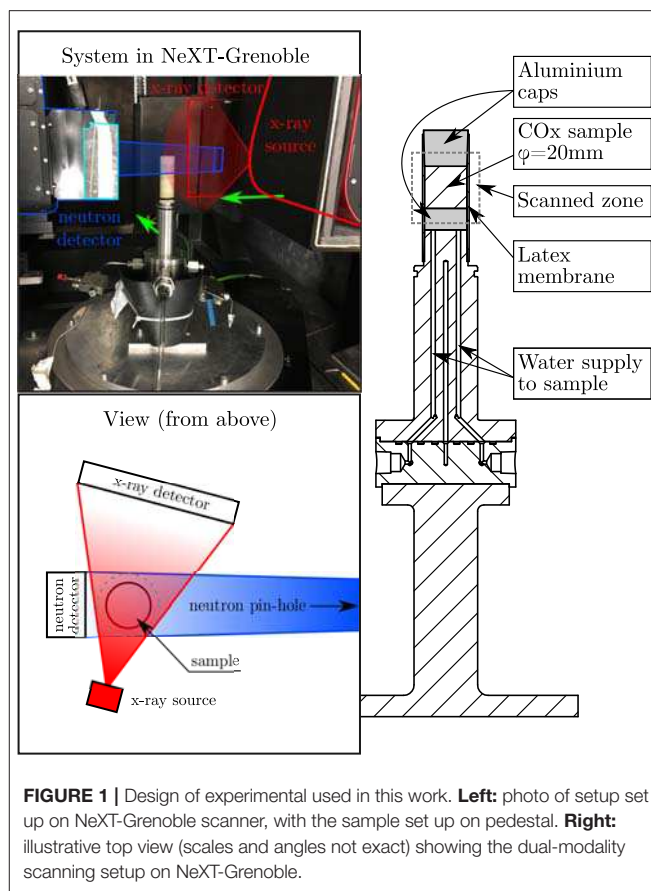 System in NeXT-Grenoble
x-ray detector
x-ray
source
neutron
detector
View (from above)
x-ray detector
neutron
detector
neutron pin-hole
sample
x-ray source
Aluminium
caps
COx sample
φ=20mm
Scanned zone
Latex
membrane
Water supply
to sample
FIGURE 1 | Design of experimental used in this work. Left: photo of setup set
up on NeXT-Grenoble scanner, with the sample set up on pedestal. Right:
illustrative top view (scales and angles not exact) showing the dual-modality
scanning setup on NeXT-Grenoble.